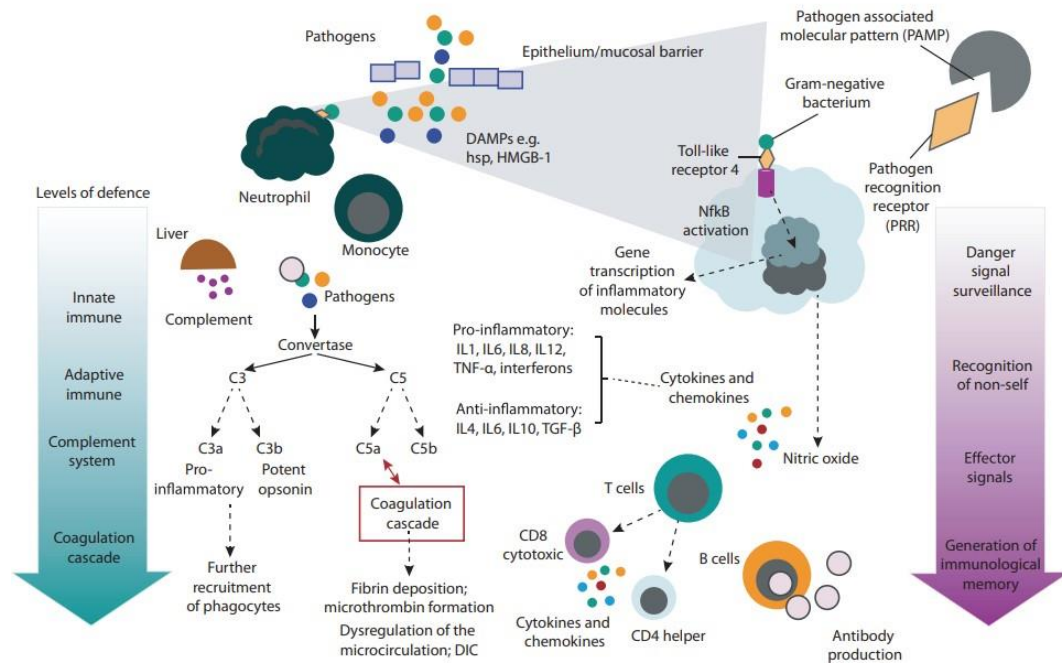 Pathogens
Epithelium/mucosal barrier
Pathogen associated
molecular pattern (PAMP)
Gram-negative
bacterium
DAMPs e.g.
hsp, HMGB-1
Toll-like
receptor 4
Pathogen
recognition
receptor
(PRR)
Neutrophil
Monocyte
NfkB
activation
Levels of defence
Innate
immune
Adaptive
immune
Complement
system
Coagulation
cascade
Liver
Complement
Pathogens
Convertase
C3
C5
C3a
C3b
C5a
C5b
Pro-
inflammatory
Potent
opsonin
Coagulation
cascade
Further
recruitment
of phagocytes
Fibrin deposition;
microthrombin formation
Dysregulation of the
microcirculation; DIC
Gene
transcription
of inflammatory
molecules
Pro-inflammatory:
IL1, IL6, IL8, IL12,
TNF-α, interferons
Anti-inflammatory:
IL4, IL6, IL10, TGF-β
Cytokines and
chemokines
Nitric oxide
T cells
CD8
cytotoxic
Cytokines and
chemokines
CD4 helper
B cells
Antibody
production
Danger
signal
surveillance
Recognition
of non-self
Effector
signals
Generation of
immunological
memory